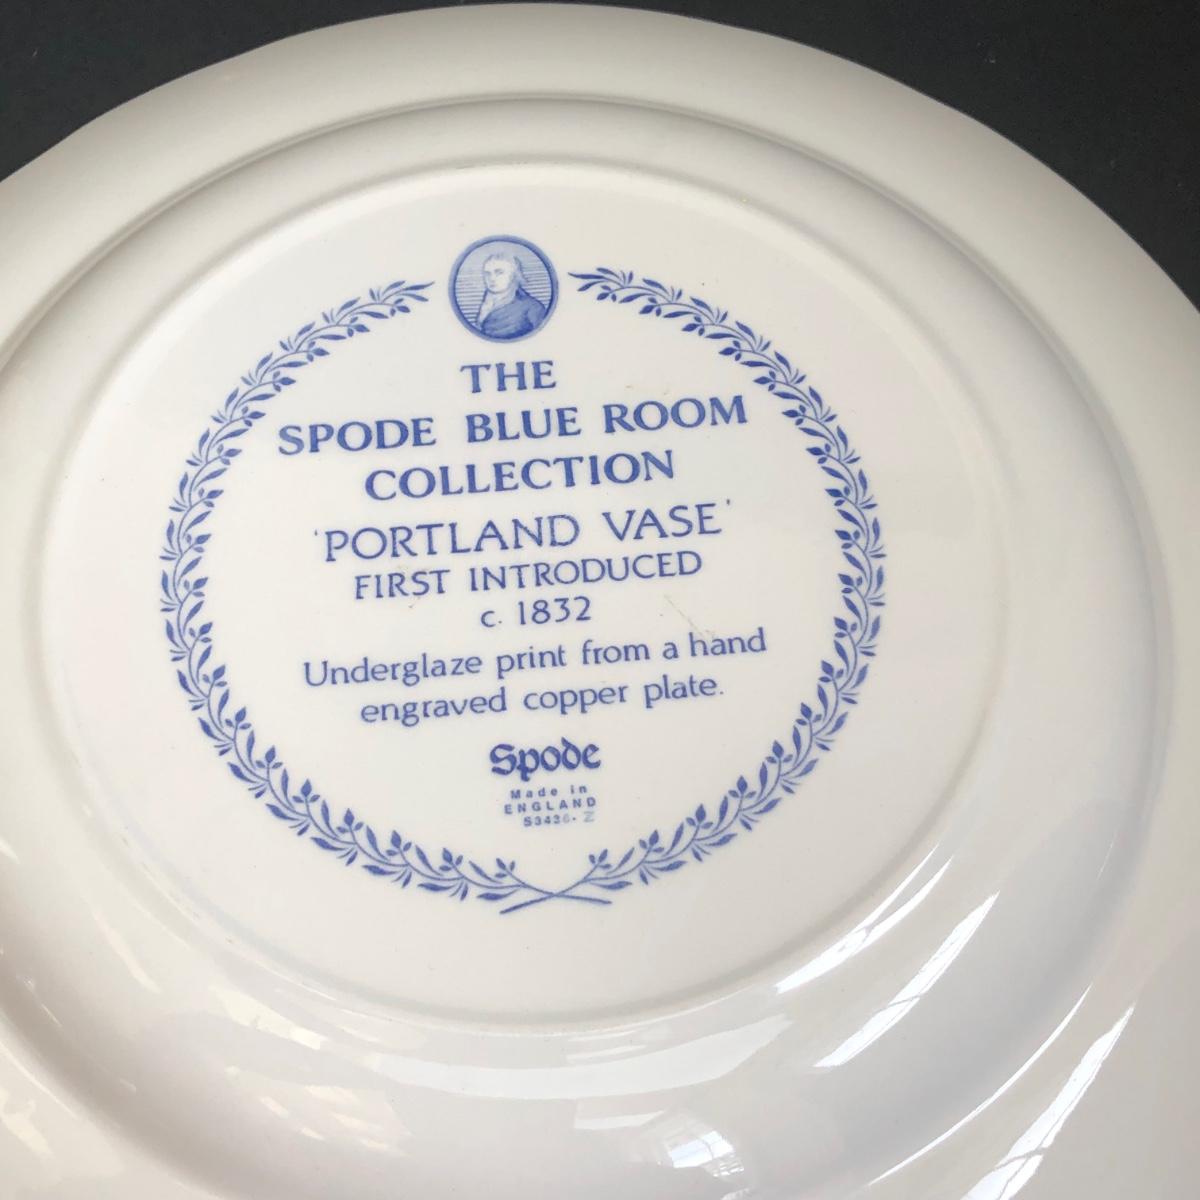 THE
SPODE BLUE ROOM
COLLECTION
'PORTLAND VASE'
FIRST INTRODUCED
c. 1832
Underglaze print from a hand
engraved copper plate.
Spode
Made in
ENGLAND
S3436- Z